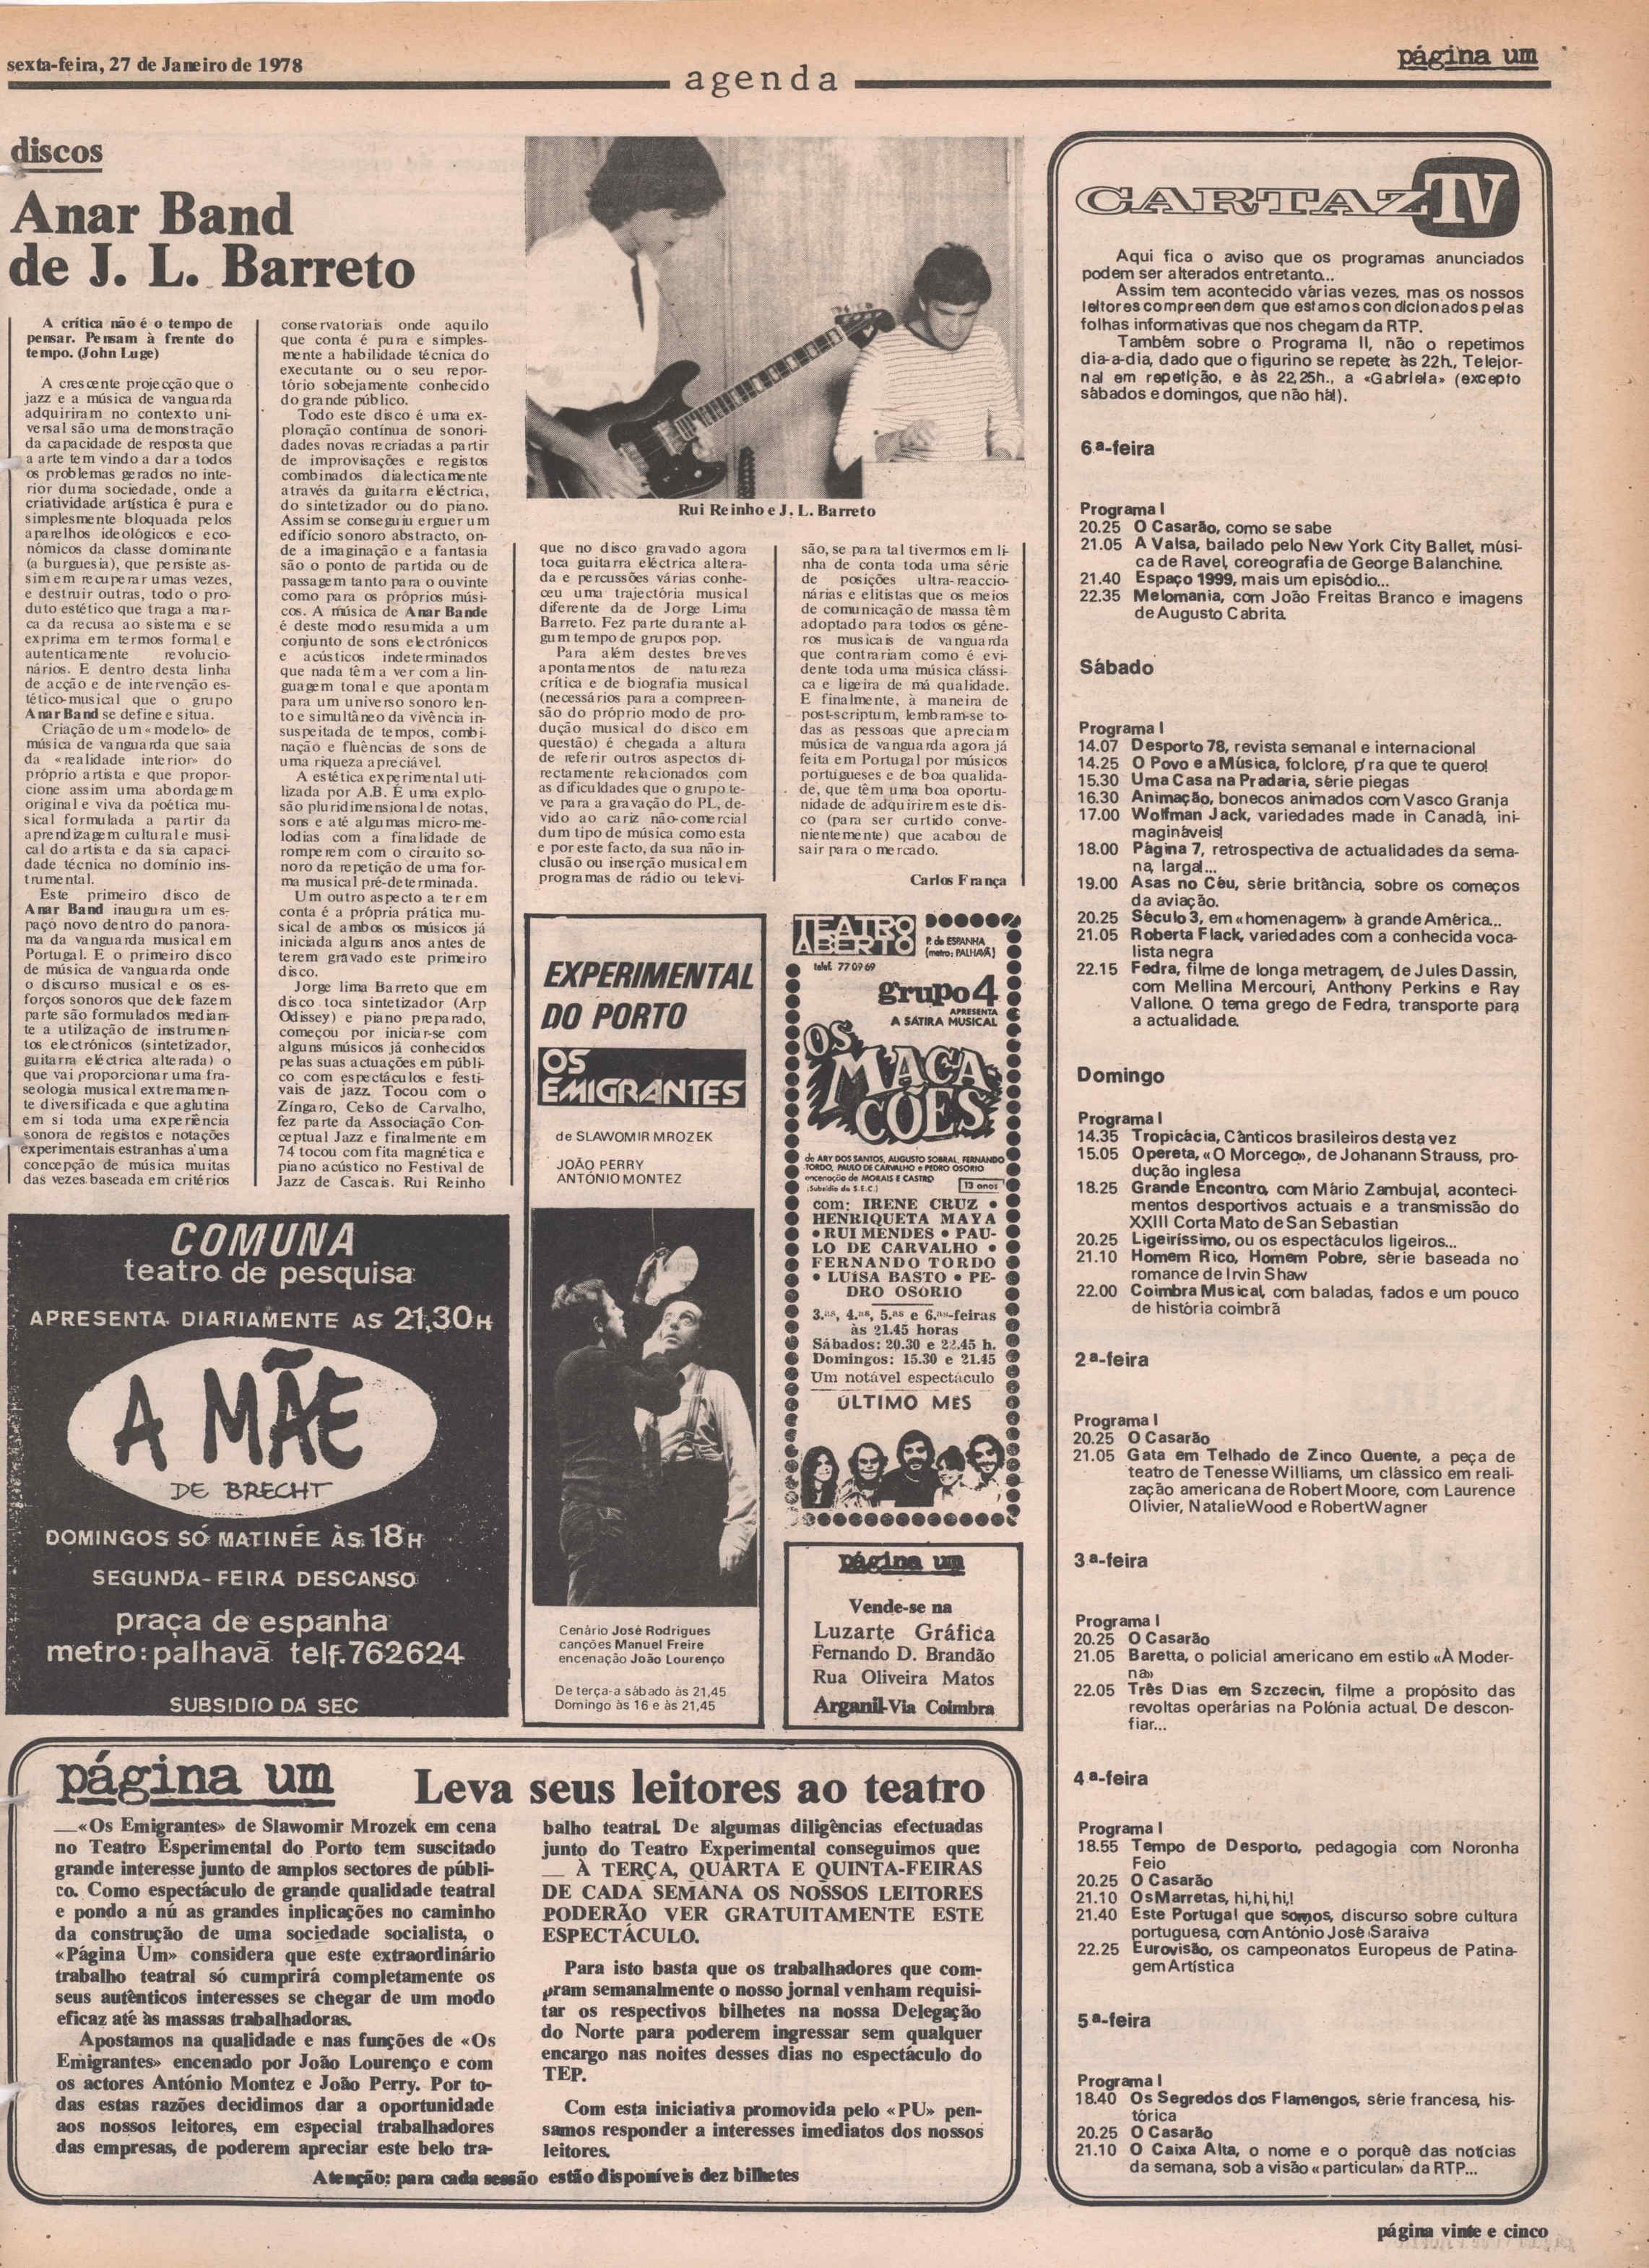 sexta-feira, 27 de Janeiro de 1978
agenda
página um
discos
Anar Band
de J. L. Barreto
A crítica não é o tempo de
pensar. Pensam à frente do
tempo. (John Luge)
A crescente projecção que o
jazz e a música de vanguarda
adquiriram no contexto uni-
versal são uma demonstração
da capacidade de resposta que
a arte tem vindo a dar a todos
os problemas gerados no inte-
rior duma sociedade, onde a
criatividade artística é pura e
simplesmente bloquada pelos
aparelhos ideológicos e eco-
nómicos da classe dominante
(a burguesia), que persiste as-
sim em recuperar umas vezes,
e destruir outras, todo o pro-
duto estético que traga a mar-
ca da recusa ao sistema e se
exprima em termos formal e
autenticamente revolucio-
nários. E dentro desta linha
de acção e de intervenção es-
tético-musical que o grupo
Anar Band se define e situa.
Criação de um «modelo» de
música de vanguarda que saia
da «realidade interior» do
próprio artista e que propor-
cione assim uma abordagem
original e viva da poética mu-
sical formulada a partir da
aprendizagem cultural e musi-
cal do artista e da sia capaci-
dade técnica no domínio ins-
trumental.
Este primeiro disco de
Anar Band inaugura um es-
paço novo dentro do panora-
ma da vanguarda musical em
Portugal. E o primeiro disco
de música de vanguarda onde
o discurso musical e os es-
forços sonoros que dele fazem
parte são formulados median-
te a utilização de instrumen-
tos electrónicos (sintetizador,
guitarra eléctrica alterada) o
que vai proporcionar uma fra-
seologia musical extremamen-
te diversificada e que aglutina
em si toda uma experiência
sonora de registos e notações
experimentais estranhas a uma
concepção de música muitas
das vezes baseada em critérios
conservatoriais onde aquilo
que conta é pura e simples-
mente a habilidade técnica do
executante ou o seu repor-
tório sobejamente conhecido
do grande público.
Todo este disco é uma ex-
ploração contínua de sonori-
dades novas recriadas a partir
de improvisações e registos
combinados dialecticamente
através da guitarra eléctrica,
do sintetizador ou do piano.
Assim se conseguiu erguer um
edifício sonoro abstracto, on-
de a imaginação e a fantasia
são o ponto de partida ou de
passagem tanto para o ouvinte
como para os próprios músi-
cos. A música de Anar Bande
é deste modo resumida a um
conjunto de sons electrónicos
e acústicos indeterminados
que nada têm a ver com a lin-
guagem tonal e que apontam
para um universo sonoro len-
to e simultâneo da vivência in-
suspeitada de tempos, combi-
nação e fluências de sons de
uma riqueza apreciável.
A estética experimental uti-
lizada por A.B. É uma explo-
são pluridimensional de notas,
sons e até algumas micro-me-
lodias com a finalidade de
romperem com o circuito so-
noro da repetição de uma for-
ma musical pré-determinada.
Um outro aspecto a ter em
conta é a própria prática mu-
sical de ambos os músicos já
iniciada alguns anos antes de
terem gravado este primeiro
disco.
Jorge lima Barreto que em
disco toca sintetizador (Arp
Odissey) e piano preparado,
começou por iniciar-se com
alguns músicos já conhecidos
pelas suas actuações em públi-
co com espectáculos e festi-
vais de jazz. Tocou com o
Zíngaro, Celso de Carvalho,
fez parte da Associação Con-
ceptual Jazz e finalmente em
74 tocou com fita magnética e
piano acústico no Festival de
Jazz de Cascais. Rui Reinho
Rui Reinho e J. L. Barreto
que no disco gravado agora
toca guitarra eléctrica altera-
da e percussões várias conhe-
ceu uma trajectória musical
diferente da de Jorge Lima
Barreto. Fez parte durante al-
gum tempo de grupos pop.
Para além destes breves
apontamentos de natureza
crítica e de biografia musical
(necessários para a compreen-
são do próprio modo de pro-
dução musical do disco em
questão) é chegada a altura
de referir outros aspectos di-
rectamente relacionados com
as dificuldades que o grupo te-
ve para a gravação do PL, de-
vido ao cariz não-comercial
dum tipo de música como esta
e por este facto, da sua não in-
clusão ou inserção musical em
programas de rádio ou televi-
são, se para tal tivermos em li-
nha de conta toda uma série
de posições ultra-reaccio-
nárias e elitistas que os meios
de comunicação de massa têm
adoptado para todos os géne-
ros musicais de vanguarda
que contrariam como é evi-
dente toda uma música clássi-
ca e ligeira de má qualidade.
E finalmente, à maneira de
post-scriptum, lembram-se to-
das as pessoas que apreciam
música de vanguarda agora já
feita em Portugal por músicos
portugueses e de boa qualida-
de, que têm uma boa oportu-
nidade de adquirirem este dis-
co (para ser curtido conve-
nientemente) que acabou de
sair para o mercado.
Carlos França
COMUNA
teatro de pesquisa
APRESENTA DIARIAMENTE AS 21,30H
A MÃE
DE BRECHT
DOMINGOS SÓ MATINÉE ÀS 18H
SEGUNDA-FEIRA DESCANSO
praça de espanha
metro: palhavã telf. 762624
SUBSIDIO DA SEC
EXPERIMENTAL
DO PORTO
OS
EMIGRANTES
de SLAWOMIR MROZEK
JOÃO PERRY
ANTÓNIO MONTEZ
Cenário José Rodrigues
canções Manuel Freire
encenação João Lourenço
De terça-a sábado às 21,45
Domingo às 16 e às 21,45
TEATRO
ABERTO
P. de ESPANHA
(metro: PALHAVÃ)
telef. 77 09 69
grupo 4
APRESENTA
A SÁTIRA MUSICAL
OS
MACA
CÕES
de ARY DOS SANTOS, AUGUSTO SOBRAL, FERNANDO
TORDO, PAULO DE CARVALHO e PEDRO OSORIO
encenação de MORAIS E CASTRO
(Subsídio da S.E.C.)
13 anos
com: IRENE CRUZ •
HENRIQUETA MAYA
• RUI MENDES • PAU-
LO DE CARVALHO •
FERNANDO TORDO
• LUÍSA BASTO • PE-
DRO OSORIO
3.as, 4.as, 5.as e 6.as-feiras
às 21.45 horas
Sábados: 20.30 e 22.45 h.
Domingos: 15.30 e 21.45
Um notável espectáculo
ÚLTIMO MÊS
página um
Vende-se na
Luzarte Gráfica
Fernando D. Brandão
Rua Oliveira Matos
Arganil-Via Coimbra
página um
Leva seus leitores ao teatro
—«Os Emigrantes» de Slawomir Mrozek em cena
no Teatro Esperimental do Porto tem suscitado
grande interesse junto de amplos sectores de públi-
co. Como espectáculo de grande qualidade teatral
e pondo a nú as grandes inplicações no caminho
da construção de uma sociedade socialista, o
«Página Um» considera que este extraordinário
trabalho teatral só cumprirá completamente os
seus autênticos interesses se chegar de um modo
eficaz até às massas trabalhadoras.
Apostamos na qualidade e nas funções de «Os
Emigrantes» encenado por João Lourenço e com
os actores António Montez e João Perry. Por to-
das estas razões decidimos dar a oportunidade
aos nossos leitores, em especial trabalhadores
das empresas, de poderem apreciar este belo tra-
balho teatral. De algumas diligências efectuadas
junto do Teatro Experimental conseguimos que:
— À TERÇA, QUARTA E QUINTA-FEIRAS
DE CADA SEMANA OS NOSSOS LEITORES
PODERÃO VER GRATUITAMENTE ESTE
ESPECTÁCULO.
Para isto basta que os trabalhadores que com-
pram semanalmente o nosso jornal venham requisi-
tar os respectivos bilhetes na nossa Delegação
do Norte para poderem ingressar sem qualquer
encargo nas noites desses dias no espectáculo do
TEP.
Com esta iniciativa promovida pelo «PU» pen-
samos responder a interesses imediatos dos nossos
leitores.
Atenção: para cada sessão estão disponíveis dez bilhetes
CARTAZ TV
Aqui fica o aviso que os programas anunciados
podem ser alterados entretanto...
Assim tem acontecido várias vezes, mas os nossos
leitores compreendem que estamos condicionados pelas
folhas informativas que nos chegam da RTP.
Também sobre o Programa II, não o repetimos
dia-a-dia, dado que o figurino se repete: às 22h., Telejor-
nal em repetição, e às 22,25h., a «Gabriela» (excepto
sábados e domingos, que não há!).
6ª-feira
Programa I
20.25 O Casarão, como se sabe
21.05 A Valsa, bailado pelo New York City Ballet, músi-
ca de Ravel, coreografia de George Balanchine.
21.40 Espaço 1999, mais um episódio...
22.35 Melomania, com João Freitas Branco e imagens
de Augusto Cabrita.
Sábado
Programa I
14.07 Desporto 78, revista semanal e internacional
14.25 O Povo e a Música, folclore, p'ra que te quero!
15.30 Uma Casa na Pradaria, série piegas
16.30 Animação, bonecos animados com Vasco Granja
17.00 Wolfman Jack, variedades made in Canadá, ini-
magináveis!
18.00 Página 7, retrospectiva de actualidades da sema-
na, larga!...
19.00 Asas no Céu, série britância, sobre os começos
da aviação.
20.25 Século 3, em «homenagem» à grande América...
21.05 Roberta Flack, variedades com a conhecida voca-
lista negra
22.15 Fedra, filme de longa metragem, de Jules Dassin,
com Mellina Mercouri, Anthony Perkins e Ray
Vallone. O tema grego de Fedra, transporte para
a actualidade.
Domingo
Programa I
14.35 Tropicácia, Cânticos brasileiros desta vez
15.05 Opereta, «O Morcego», de Johanann Strauss, pro-
dução inglesa
18.25 Grande Encontro, com Mário Zambujal, aconteci-
mentos desportivos actuais e a transmissão do
XXIII Corta Mato de San Sebastian
20.25 Ligeiríssimo, ou os espectáculos ligeiros...
21.10 Homem Rico, Homem Pobre, série baseada no
romance de Irvin Shaw
22.00 Coimbra Musical, com baladas, fados e um pouco
de história coimbrã
2ª-feira
Programa I
20.25 O Casarão
21.05 Gata em Telhado de Zinco Quente, a peça de
teatro de Tenesse Williams, um clássico em reali-
zação americana de Robert Moore, com Laurence
Olivier, Natalie Wood e Robert Wagner
3ª-feira
Programa I
20.25 O Casarão
21.05 Baretta, o policial americano em estilo «À Moder-
na»
22.05 Três Dias em Szczecin, filme a propósito das
revoltas operárias na Polónia actual. De descon-
fiar...
4ª-feira
Programa I
18.55 Tempo de Desporto, pedagogia com Noronha
Feio
20.25 O Casarão
21.10 Os Marretas, hi, hi, hi,!
21.40 Este Portugal que somos, discurso sobre cultura
portuguesa, com António José Saraiva
22.25 Eurovisão, os campeonatos Europeus de Patina-
gem Artística
5ª-feira
Programa I
18.40 Os Segredos dos Flamengos, série francesa, his-
tórica
20.25 O Casarão
21.10 O Caixa Alta, o nome e o porquê das notícias
da semana, sob a visão «particular» da RTP...
página vinte e cinco